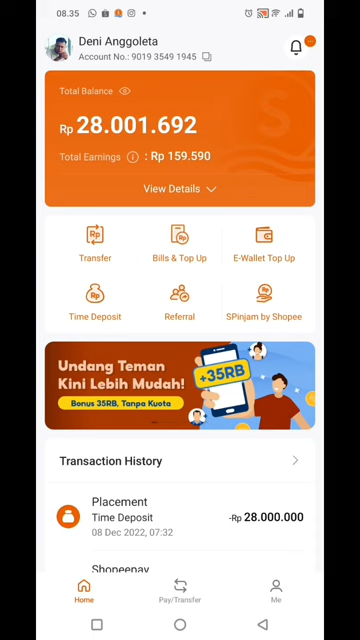 08.35
Deni Anggoleta
Account No.: 9019 3549 1945
Total Balance
Rp 28.001.692
Total Earnings : Rp 159.590
View Details
Transfer
Bills & Top Up
E-Wallet Top Up
Time Deposit
Referral
SPinjam by Shopee
Undang Teman
Kini Lebih Mudah!
Bonus 35RB, Tanpa Kuota
+35RB
Transaction History
Placement
Time Deposit
-Rp 28.000.000
08 Dec 2022, 07:32
Shopeepay
Home
Pay/Transfer
Me